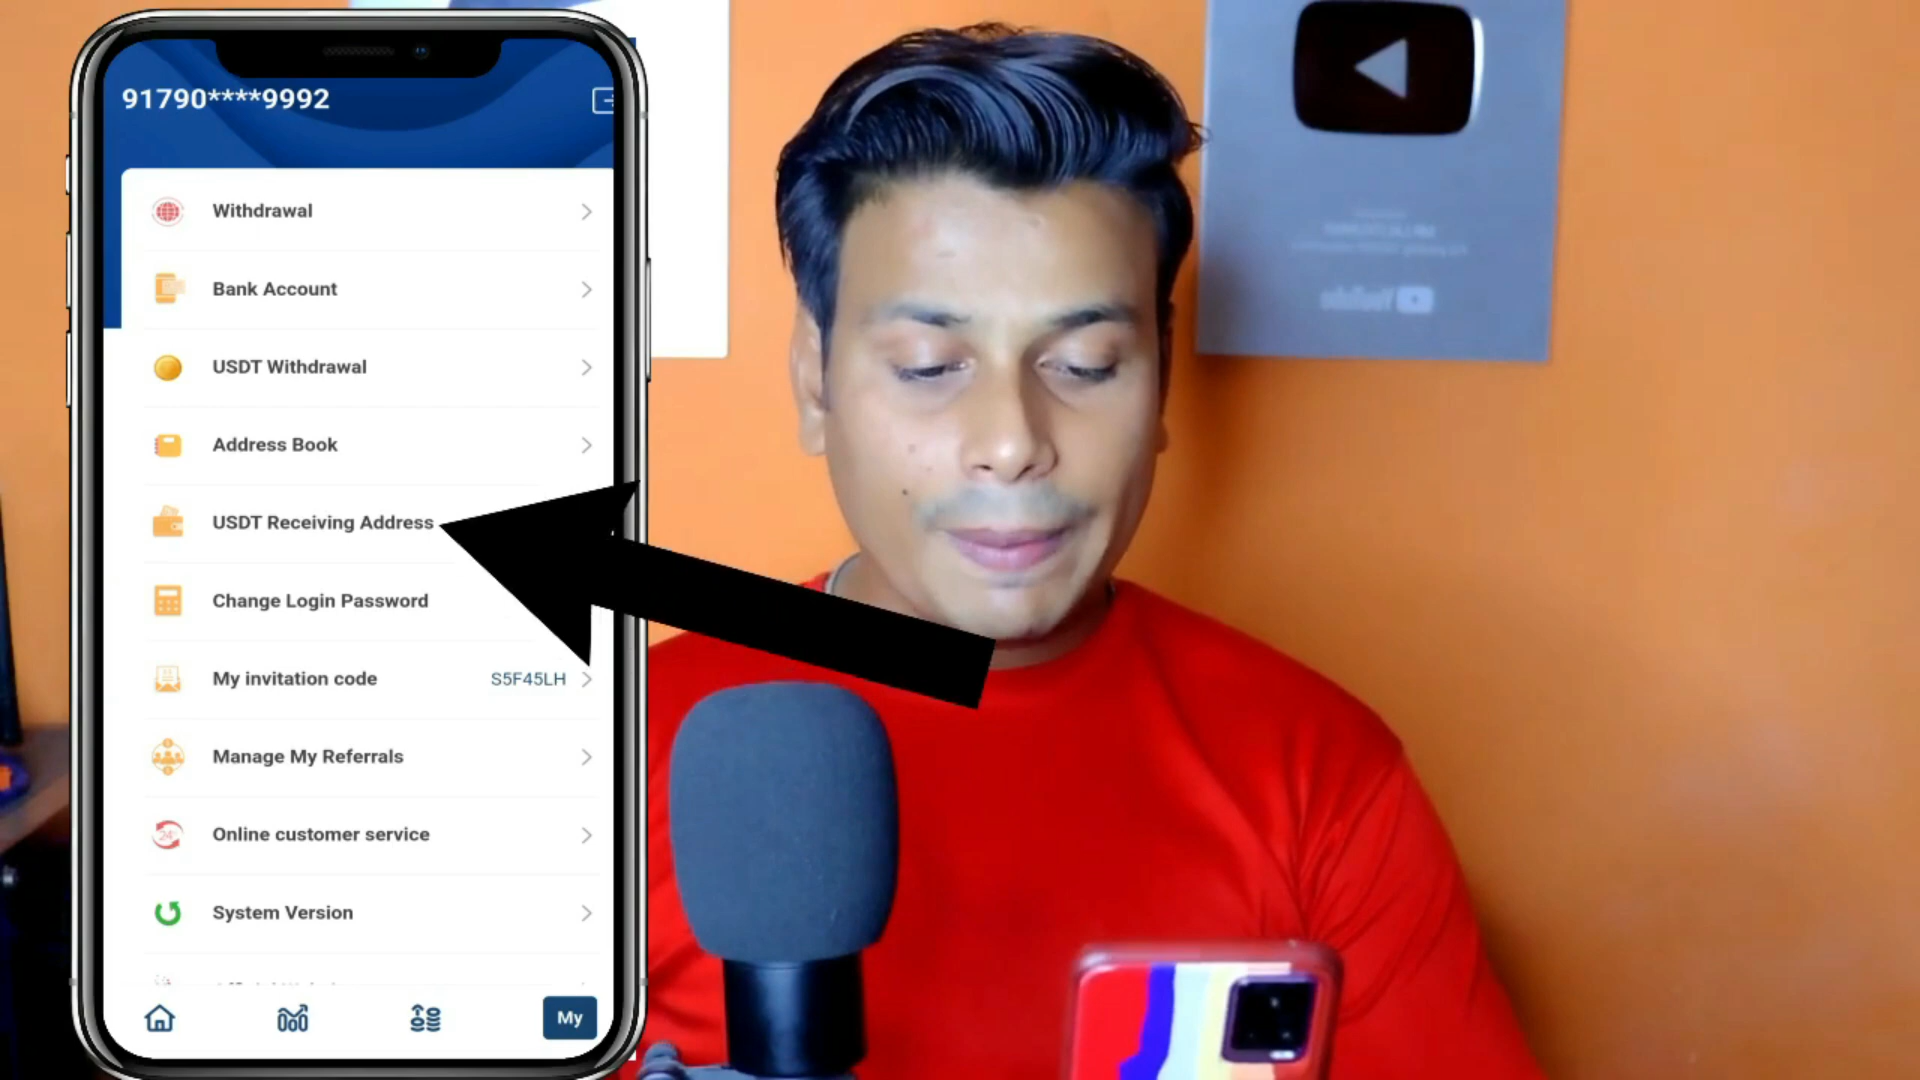 91790****9992
Withdrawal
Bank Account
USDT Withdrawal
Address Book
USDT Receiving Address
Change Login Password
My invitation code S5F45LH
Manage My Referrals
Online customer service
System Version
My
YouTube